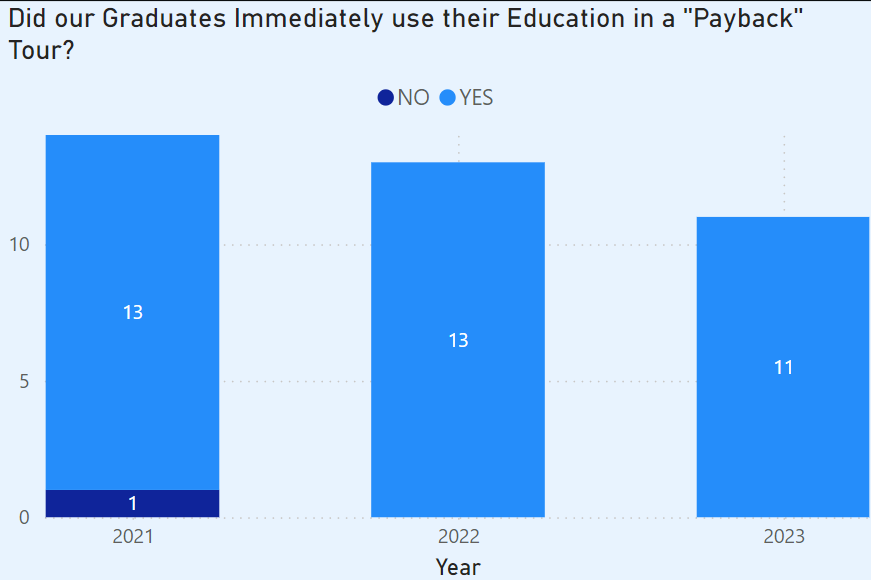 Did our Graduates Immediately use their Education in a "Payback"
Tour?
NO YES
10
5
0
13
1
13
11
2021 2022 2023
Year